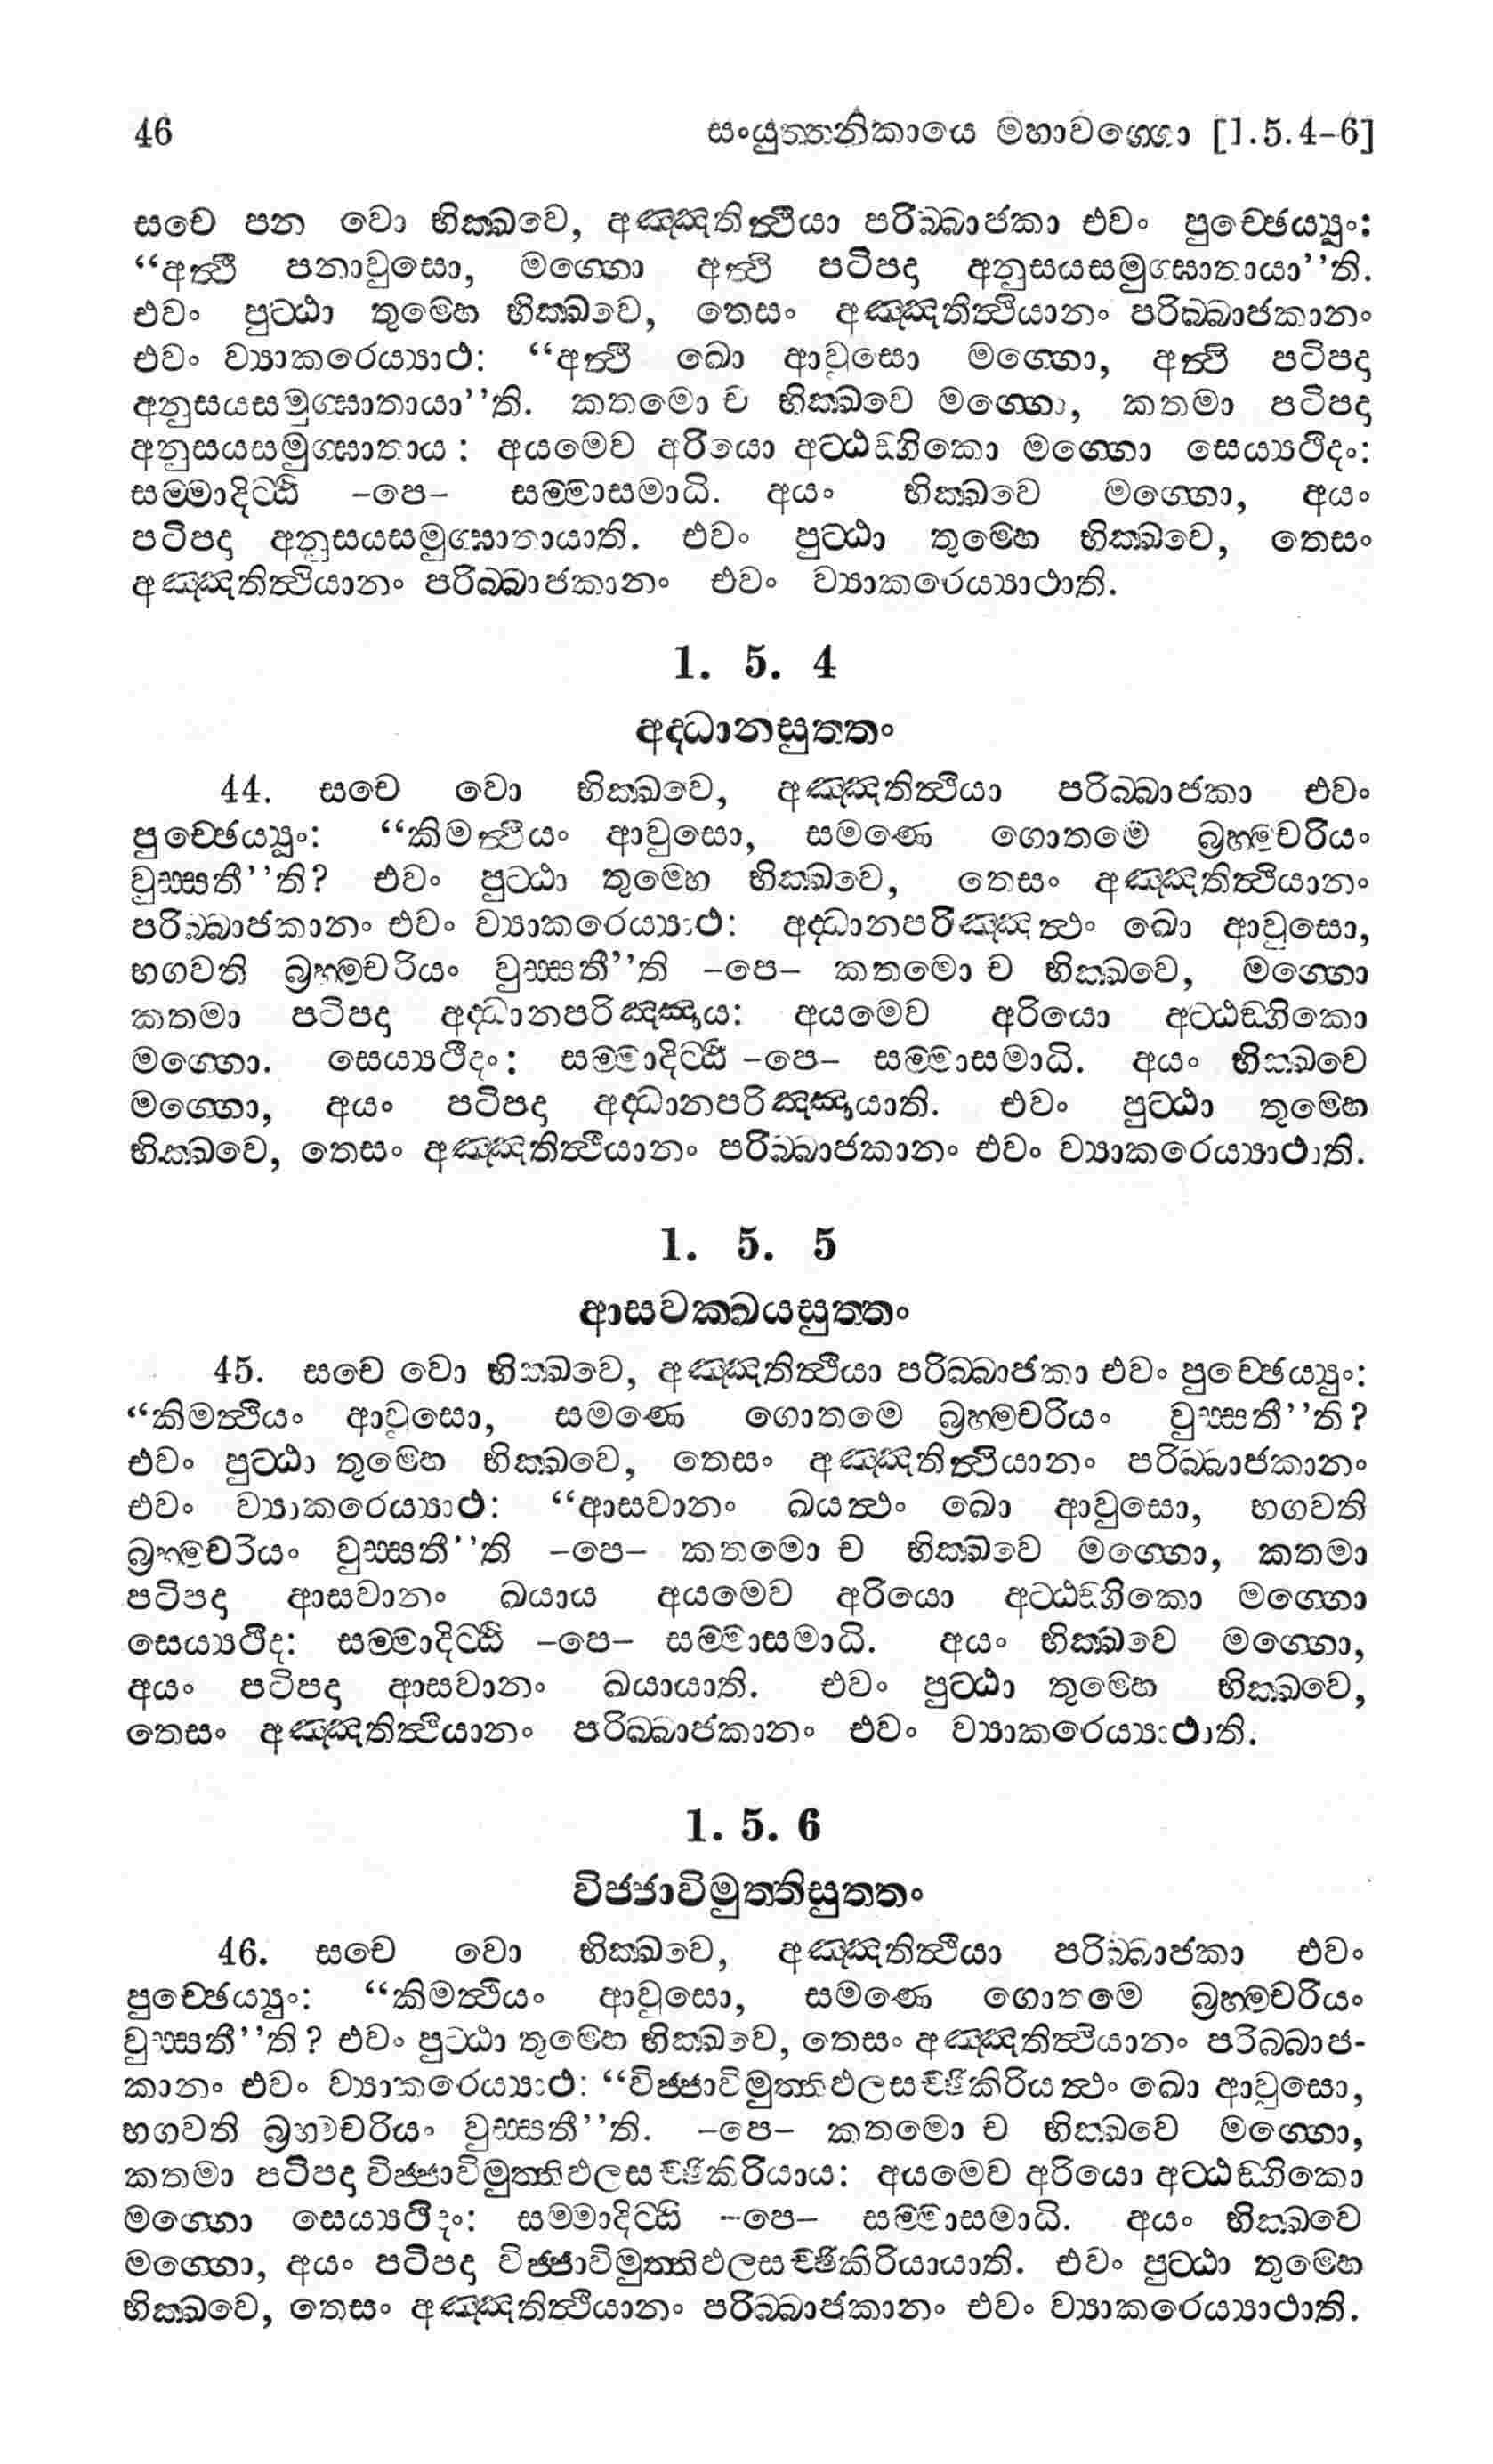 46 සංයුත්තනිකායෙ මහාවග්ගො [1.5.4-6]
සචෙ පන වො භික්ඛවෙ, අඤ්ඤතිත්ථියා පරිබ්බාජකා එවං පුච්ඡෙය්යූං:
“අත්ථි පනාවුසො, මග්ගො අත්ථි පටිපදා අනුසයසමුග්ඝාතායා’’ති.
එවං පුට්ඨා තුම්හෙ භික්ඛවෙ, තෙසං අඤ්ඤතිත්ථියානං පරිබ්බාජකානං
එවං ව්යාකරෙය්යාථ: “අත්ථි ඛො ආවුසො මග්ගො, අත්ථි පටිපදා
අනුසයසමුග්ඝාතායා’’ති. කතමො ච භික්ඛවෙ මග්ගො, කතමා පටිපදා
අනුසයසමුග්ඝාතාය: අයමෙව අරියො අට්ඨඞ්ගිකො මග්ගො සෙය්යථිදං:
සම්මාදිට්ඨි -පෙ- සම්මාසමාධි. අයං භික්ඛවෙ මග්ගො, අයං
පටිපදා අනුසයසමුග්ඝාතායාති. එවං පුට්ඨා තුම්හෙ භික්ඛවෙ, තෙසං
අඤ්ඤතිත්ථියානං පරිබ්බාජකානං එවං ව්යාකරෙය්යාථාති.
1. 5. 4
අද්ධානසුත්තං
44. සචෙ වො භික්ඛවෙ, අඤ්ඤතිත්ථියා පරිබ්බාජකා එවං
පුච්ඡෙය්යූං: “කිමත්ථියං ආවුසො, සමණෙ ගොතමෙ බ්‍රහ්මචරියං
වුස්සතී’’ති? එවං පුට්ඨා තුම්හෙ භික්ඛවෙ, තෙසං අඤ්ඤතිත්ථියානං
පරිබ්බාජකානං එවං ව්යාකරෙය්යාථ: අද්ධානපරිඤ්ඤත්ථං ඛො ආවුසො,
භගවති බ්‍රහ්මචරියං වුස්සතී’’ති -පෙ- කතමො ච භික්ඛවෙ, මග්ගො
කතමා පටිපදා අද්ධානපරිඤ්ඤාය: අයමෙව අරියො අට්ඨඞ්ගිකො
මග්ගො. සෙය්යථිදං: සම්මාදිට්ඨි -පෙ- සම්මාසමාධි. අයං භික්ඛවෙ
මග්ගො, අයං පටිපදා අද්ධානපරිඤ්ඤායාති. එවං පුට්ඨා තුම්හෙ
භික්ඛවෙ, තෙසං අඤ්ඤතිත්ථියානං පරිබ්බාජකානං එවං ව්යාකරෙය්යාථාති.
1. 5. 5
ආසවක්ඛයසුත්තං
45. සචෙ වො භික්ඛවෙ, අඤ්ඤතිත්ථියා පරිබ්බාජකා එවං පුච්ඡෙය්යුං:
“කිමත්ථියං ආවුසො, සමණෙ ගොතමෙ බ්‍රහ්මචරියං වුස්සතී’’ති?
එවං පුට්ඨා තුම්හෙ භික්ඛවෙ, තෙසං අඤ්ඤතිත්ථියානං පරිබ්බාජකානං
එවං ව්යාකරෙය්යාථ: “ආසවානං ඛයත්ථං ඛො ආවුසො, භගවති
බ්‍රහ්මචරියං වුස්සතී’’ති -පෙ- කතමො ච භික්ඛවෙ මග්ගො, කතමා
පටිපදා ආසවානං ඛයාය අයමෙව අරියො අට්ඨඞ්ගිකො මග්ගො
සෙය්යථිද: සම්මාදිට්ඨි -පෙ- සම්මාසමාධි. අයං භික්ඛවෙ මග්ගො,
අයං පටිපදා ආසවානං ඛයායාති. එවං පුට්ඨා තුම්හෙ භික්ඛවෙ,
තෙසං අඤ්ඤතිත්ථියානං පරිබ්බාජකානං එවං ව්යාකරෙය්යාථාති.
1. 5. 6
විජ්ජාවිමුත්තිසුත්තං
46. සචෙ වො භික්ඛවෙ, අඤ්ඤතිත්ථියා පරිබ්බාජකා එවං
පුච්ඡෙය්යුං: “කිමත්ථියං ආවුසො, සමණෙ ගොතමෙ බ්‍රහ්මචරියං
වුස්සතී’’ති? එවං පුට්ඨා තුම්හෙ භික්ඛවෙ, තෙසං අඤ්ඤතිත්ථියානං පරිබ්බාජ-
කානං එවං ව්යාකරෙය්යාථ: “විජ්ජාවිමුත්තිඵලසච්ඡිකිරියත්ථං ඛො ආවුසො,
භගවති බ්‍රහ්මචරියං වුස්සතී’’ති. -පෙ- කතමො ච භික්ඛවෙ මග්ගො,
කතමා පටිපදා විජ්ජාවිමුත්තිඵලසච්ඡිකිරියාය: අයමෙව අරියො අට්ඨඞ්ගිකො
මග්ගො සෙය්යථිදං: සම්මාදිට්ඨි -පෙ- සම්මාසමාධි. අයං භික්ඛවෙ
මග්ගො, අයං පටිපදා විජ්ජාවිමුත්තිඵලසච්ඡිකිරියායාති. එවං පුට්ඨා තුම්හෙ
භික්ඛවෙ, තෙසං අඤ්ඤතිත්ථියානං පරිබ්බාජකානං එවං ව්යාකරෙය්යාථාති.